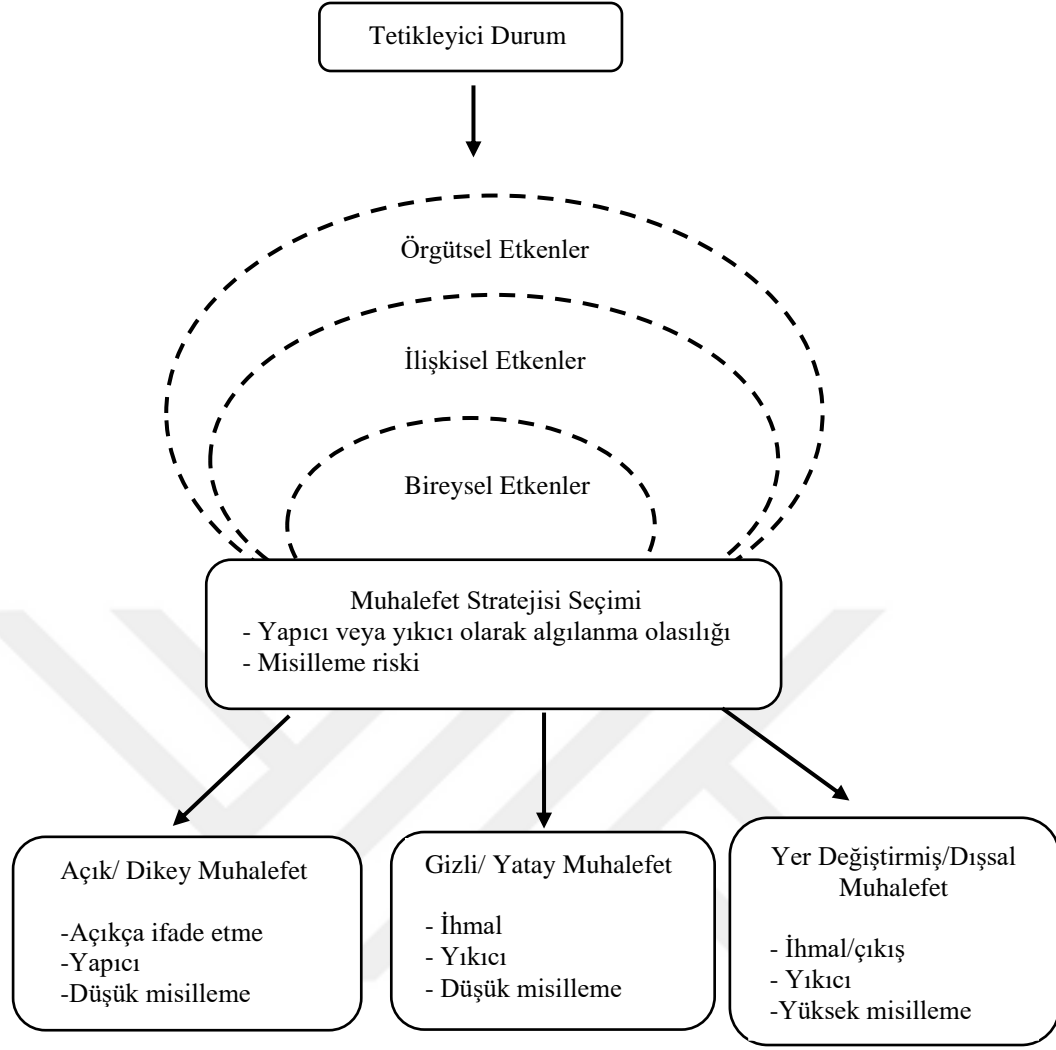 Tetikleyici Durum
Örgütsel Etkenler
İlişkisel Etkenler
Bireysel Etkenler
Muhalefet Stratejisi Seçimi
- Yapıcı veya yıkıcı olarak algılanma olasılığı
- Misilleme riski
Açık/ Dikey Muhalefet
-Açıkça ifade etme
-Yapıcı
-Düşük misilleme
Gizli/ Yatay Muhalefet
- İhmal
- Yıkıcı
- Düşük misilleme
Yer Değiştirmiş/Dışsal
Muhalefet
- İhmal/çıkış
- Yıkıcı
-Yüksek misilleme